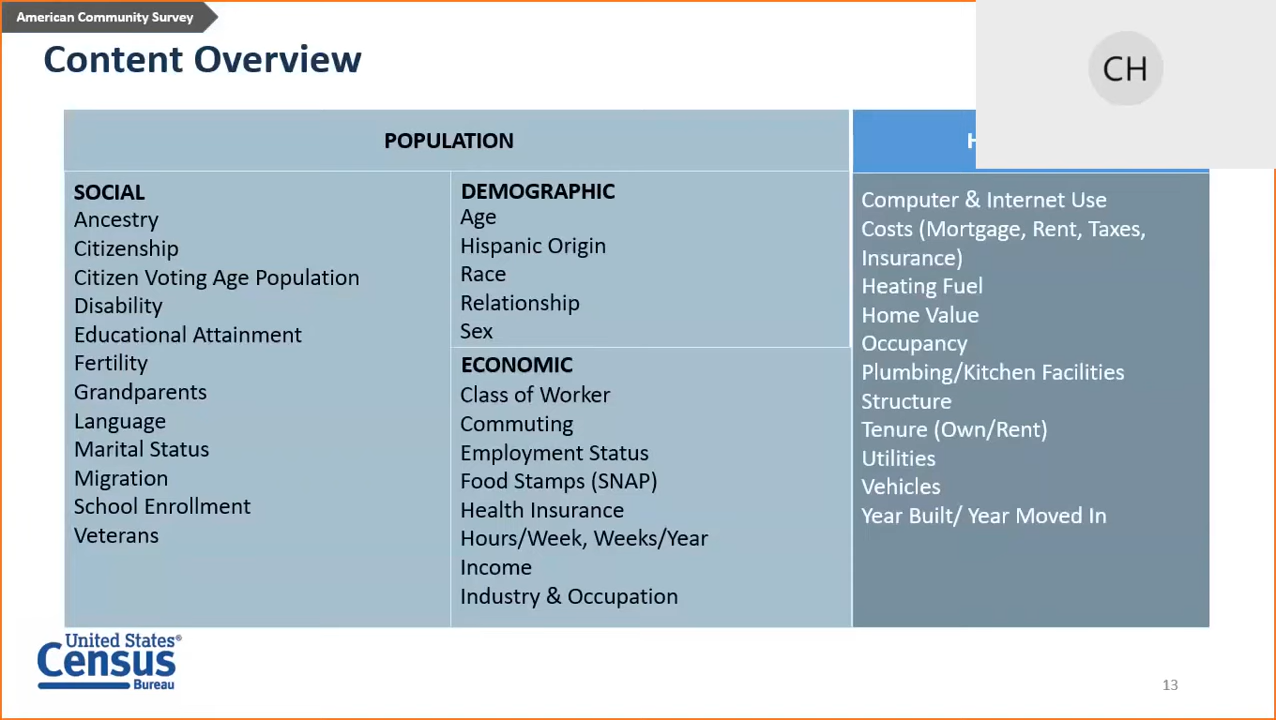 American Community Survey
Content Overview
CH
POPULATION
H
SOCIAL
Ancestry
Citizenship
Citizen Voting Age Population
Disability
Educational Attainment
Fertility
Grandparents
Language
Marital Status
Migration
School Enrollment
Veterans
DEMOGRAPHIC
Age
Hispanic Origin
Race
Relationship
Sex
ECONOMIC
Class of Worker
Commuting
Employment Status
Food Stamps (SNAP)
Health Insurance
Hours/Week, Weeks/Year
Income
Industry & Occupation
Computer & Internet Use
Costs (Mortgage, Rent, Taxes,
Insurance)
Heating Fuel
Home Value
Occupancy
Plumbing/Kitchen Facilities
Structure
Tenure (Own/Rent)
Utilities
Vehicles
Year Built/ Year Moved In
United States®
Census
Bureau
13